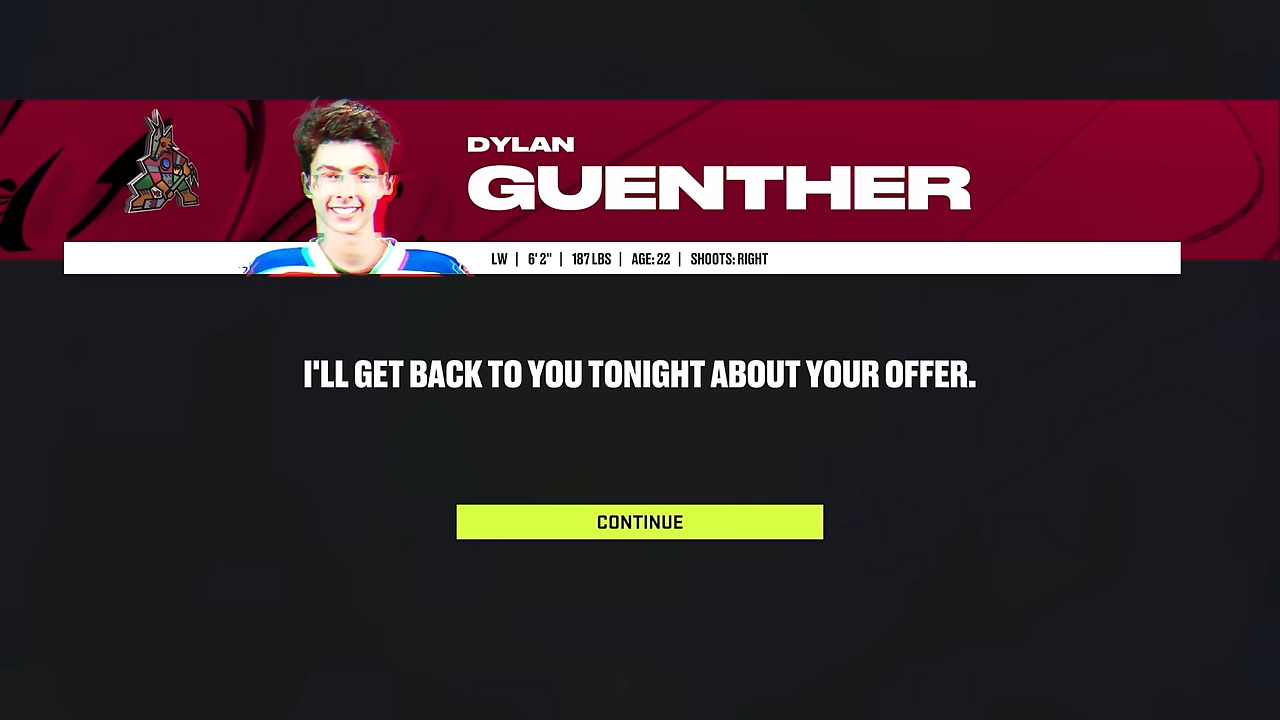 DYLAN
GUENTHER
LW | 6' 2" | 187 LBS | AGE: 22 | SHOOTS: RIGHT
I'LL GET BACK TO YOU TONIGHT ABOUT YOUR OFFER.
CONTINUE